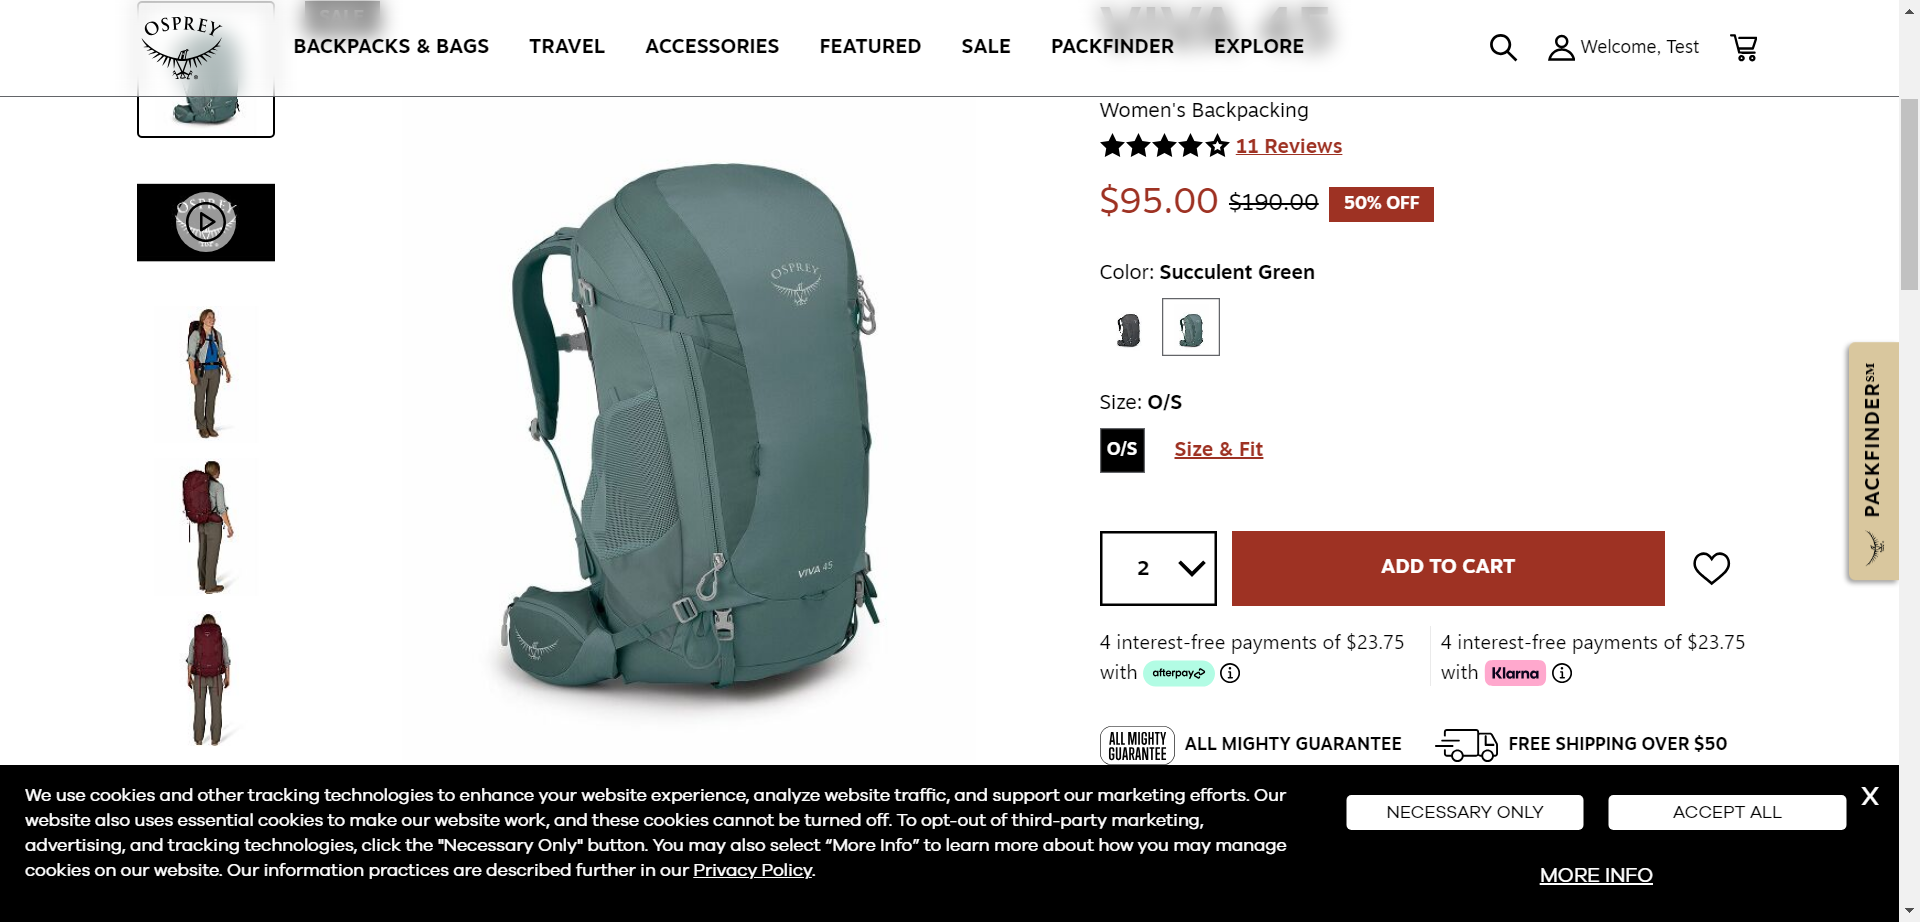 OSPREY
SALE
BACKPACKS & BAGS
TRAVEL
ACCESSORIES
FEATURED
SALE
PACKFINDER
EXPLORE
Welcome, Test
VIVA 45
Women's Backpacking
11 Reviews
$95.00 $190.00 50% OFF
Color: Succulent Green
Size: O/S
O/S Size & Fit
2
ADD TO CART
4 interest-free payments of $23.75
with afterpay
4 interest-free payments of $23.75
with Klarna
ALL MIGHTY
GUARANTEE
ALL MIGHTY GUARANTEE
FREE SHIPPING OVER $50
OSPREY
OSPREY
VIVA 45
PACKFINDER℠
We use cookies and other tracking technologies to enhance your website experience, analyze website traffic, and support our marketing efforts. Our
website also uses essential cookies to make our website work, and these cookies cannot be turned off. To opt-out of third-party marketing,
advertising, and tracking technologies, click the "Necessary Only" button. You may also select “More Info” to learn more about how you may manage
cookies on our website. Our information practices are described further in our Privacy Policy.
NECESSARY ONLY
ACCEPT ALL
X
MORE INFO